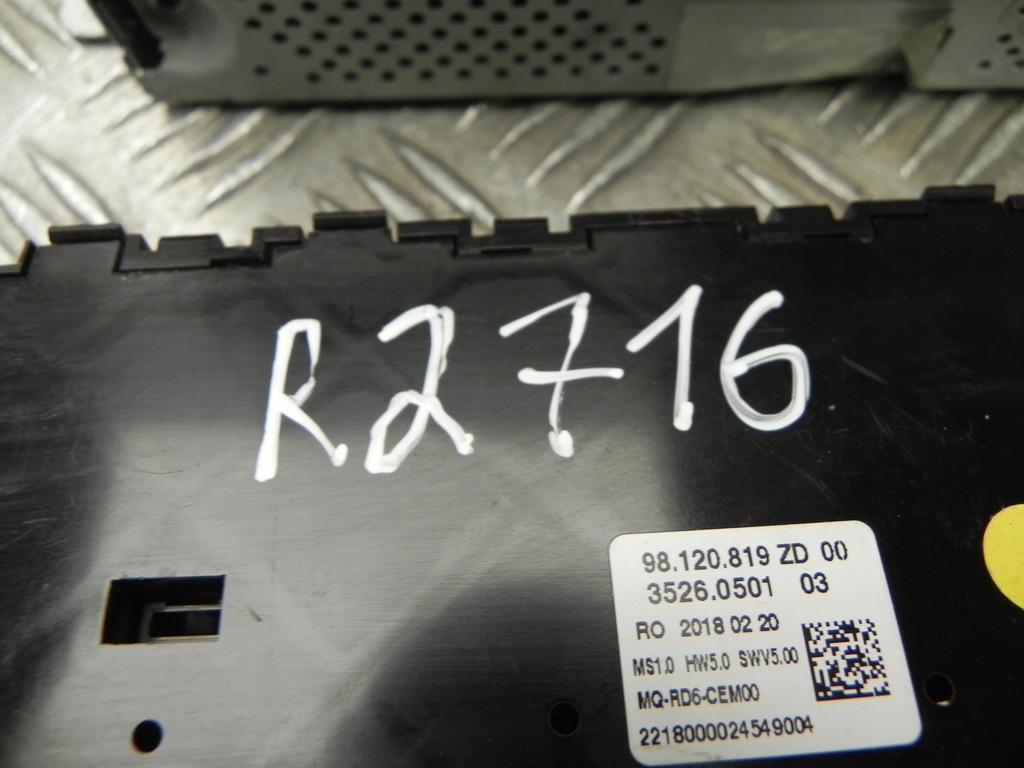 R2716
98.120.819 ZD 00
3526.0501 03
RO 2018 02 20
MS1.0 HW5.0 SWV5.00
MQ-RD6-CEM00
2218000024549004